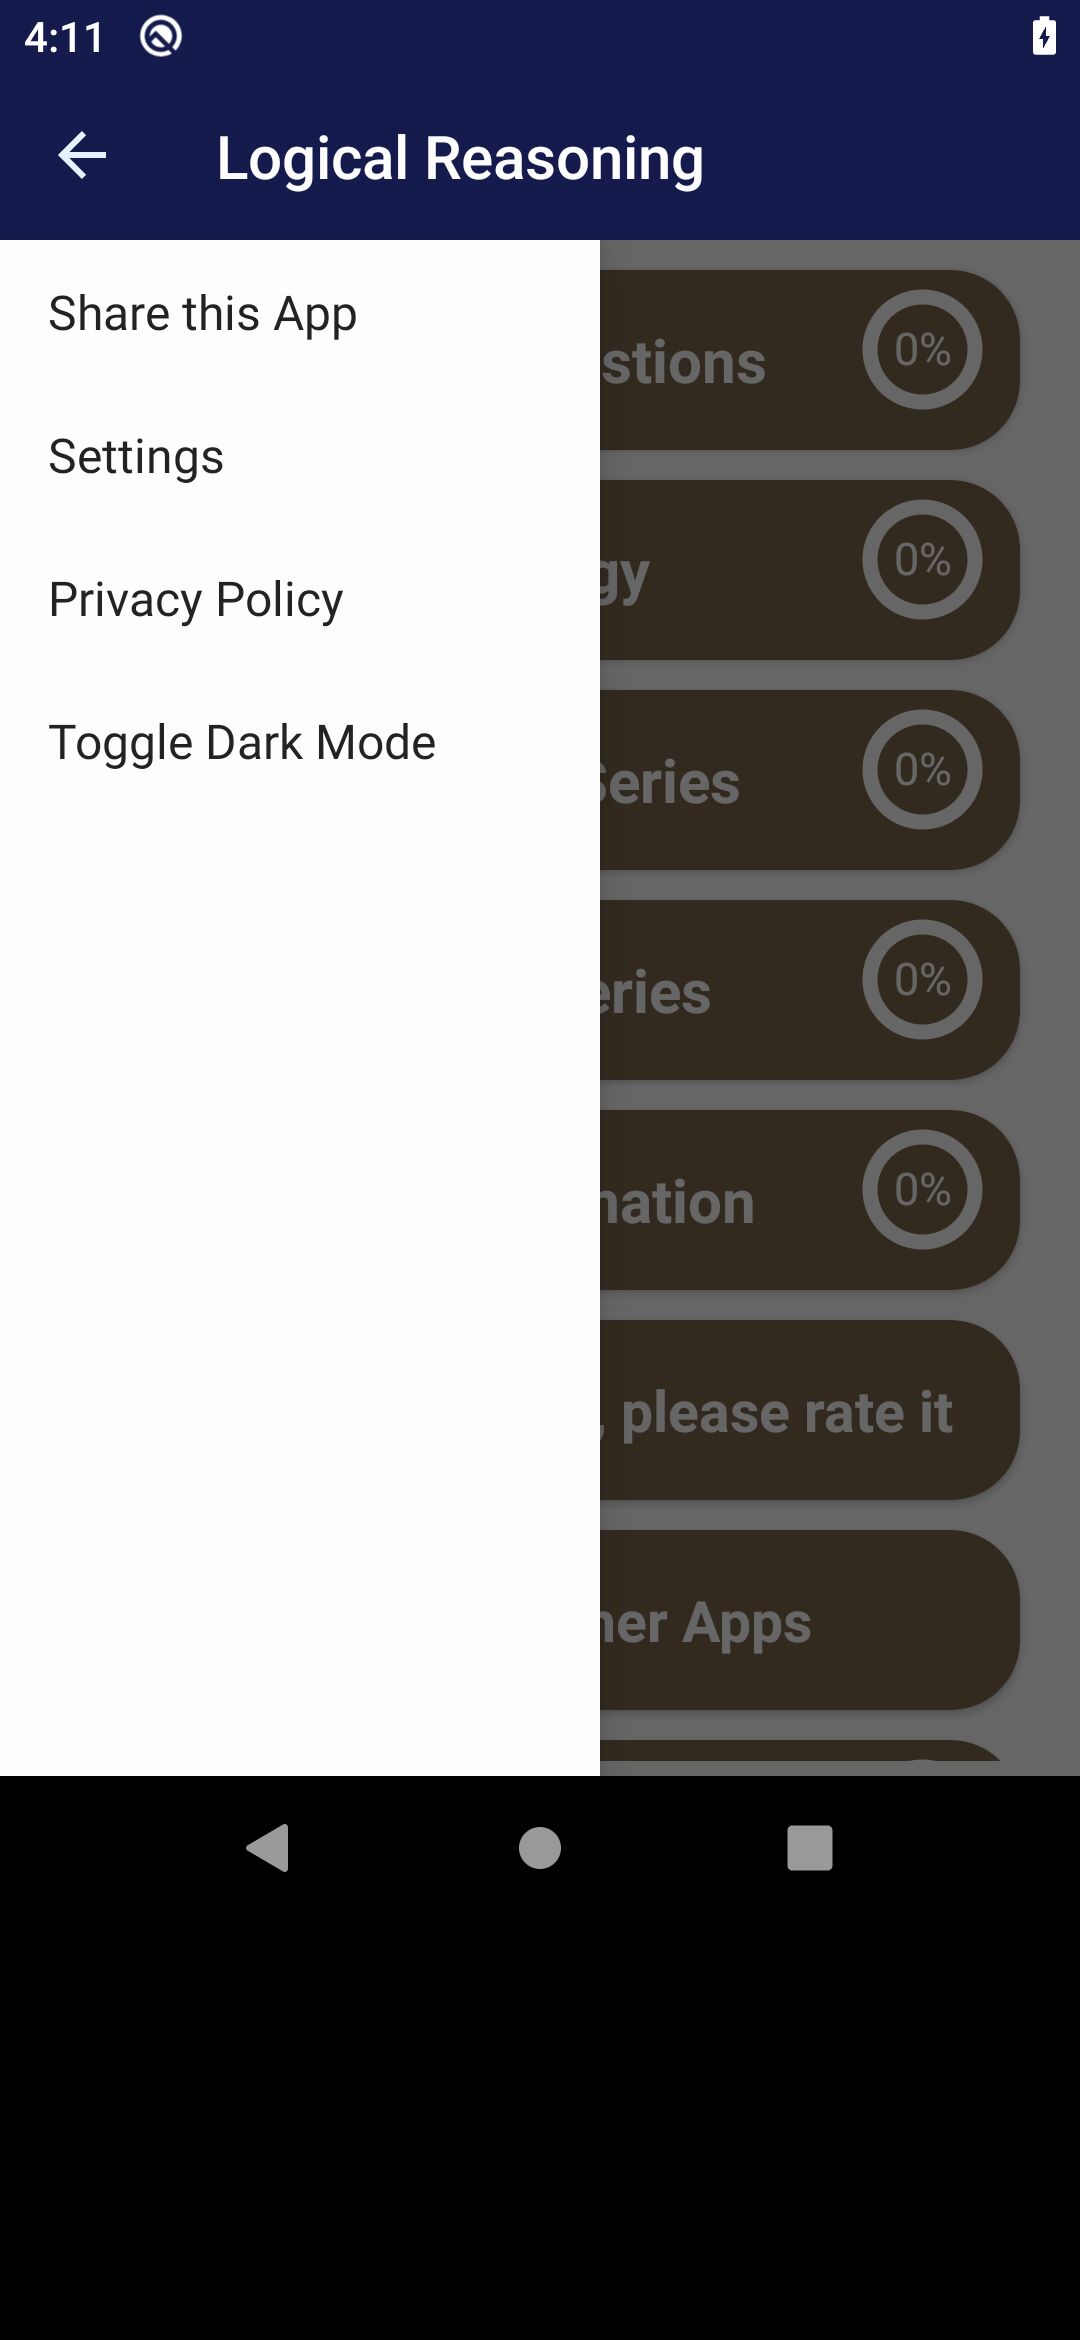 4:11
Logical Reasoning
Share this App
stions
0%
Settings
gy
0%
Privacy Policy
Series
0%
Toggle Dark Mode
eries
0%
nation
0%
, please rate it
her Apps